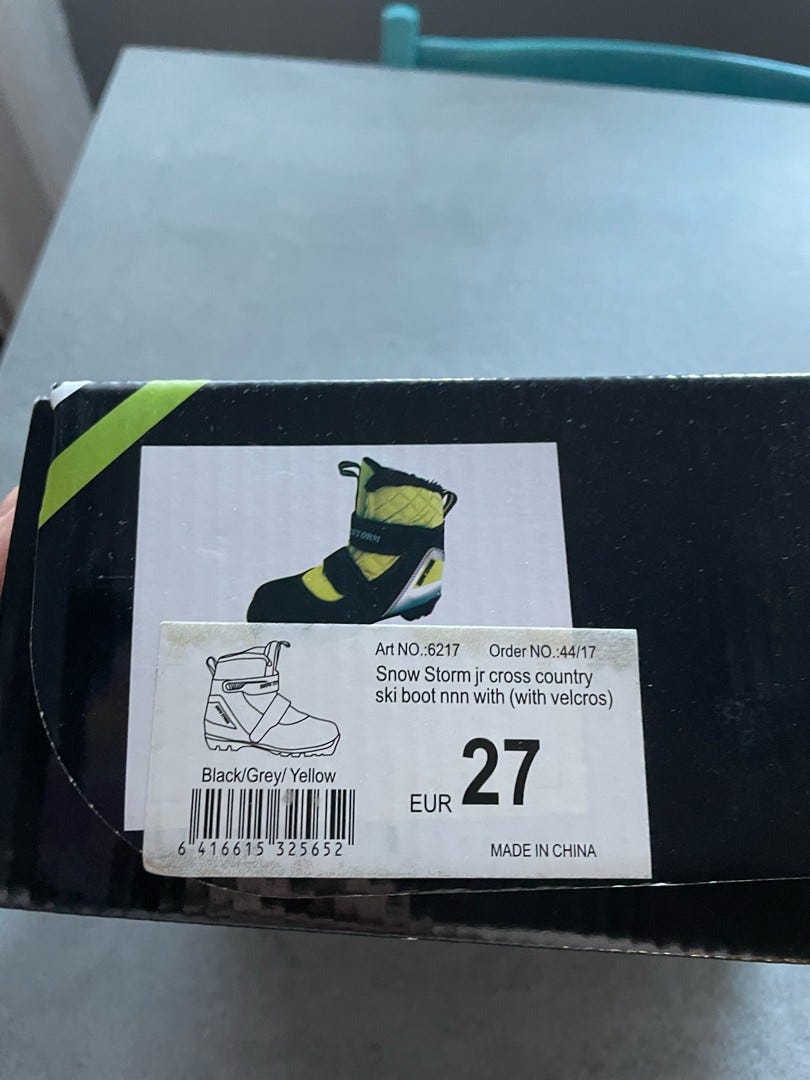 STORM
Art NO.:6217 Order NO.:44/17
Snow Storm jr cross country
ski boot nnn with (with velcros)
Black/Grey/ Yellow
EUR 27
6 416615 325652
MADE IN CHINA